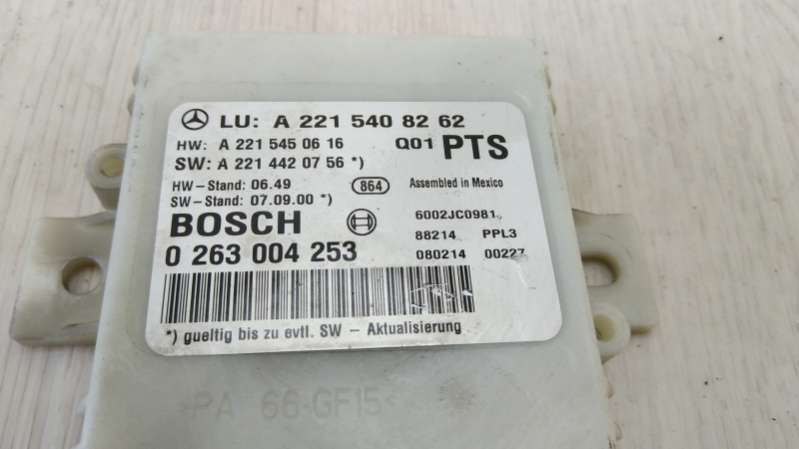 LU: A 221 540 82 62
HW: A 221 545 06 16 Q01 PTS
SW: A 221 442 07 56 *)
HW-Stand: 06.49 864 Assembled in Mexico
SW-Stand: 07.09.00 *)
BOSCH 6002JC0981
88214 PPL3
0 263 004 253 080214 00227
*) gueltig bis zu evtl. SW - Aktualisierung
>PA 66-GF15<